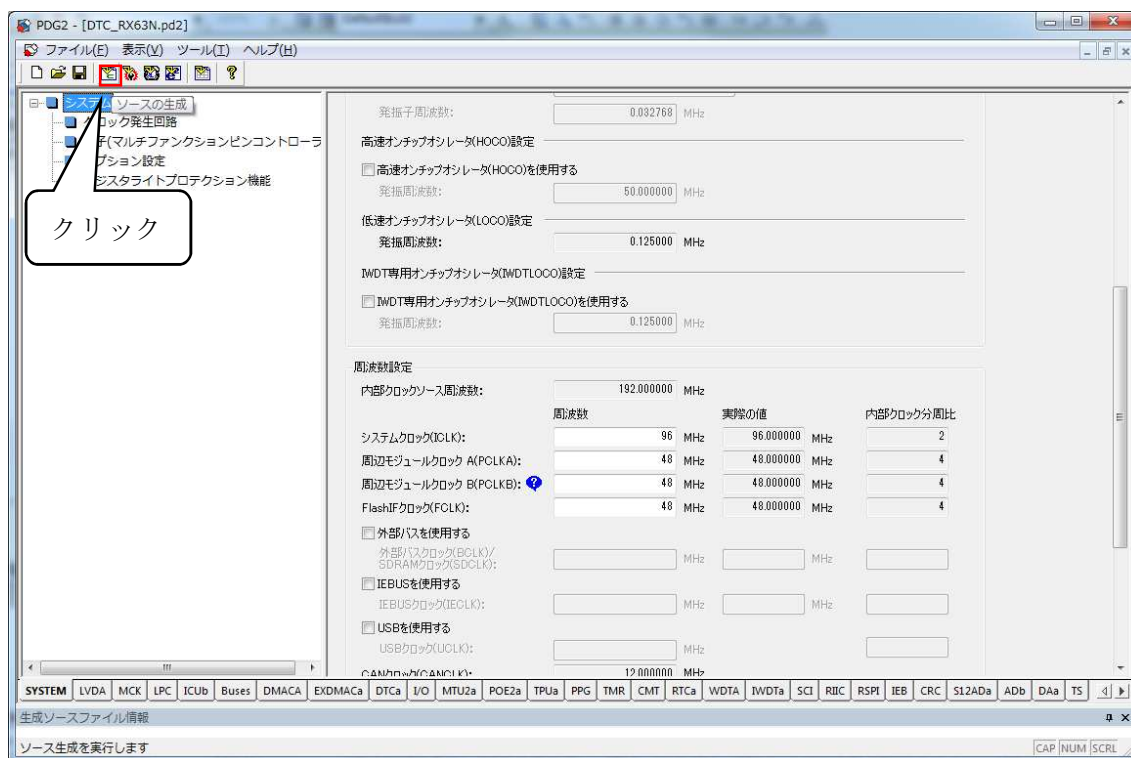 PDG2 - [DTC_RX63N.pd2]
ファイル(F) 表示(V) ツール(T) ヘルプ(H)
システム
ソースの生成
クロック発生回路
子(マルチファンクションピンコントローラ
プション設定
ジスタライトプロテクション機能
クリック
発振子周波数: 0.032768 MHz
高速オンチップオシレータ(HOCO)設定
高速オンチップオシレータ(HOCO)を使用する
発振周波数: 50.000000 MHz
低速オンチップオシレータ(LOCO)設定
発振周波数: 0.125000 MHz
IWDT専用オンチップオシレータ(IWDTLOCO)設定
IWDT専用オンチップオシレータ(IWDTLOCO)を使用する
発振周波数: 0.125000 MHz
周波数設定
内部クロックソース周波数: 192.000000 MHz
周波数 実際の値 内部クロック分周比
システムクロック(ICLK): 96 MHz 96.000000 MHz 2
周辺モジュールクロック A(PCLKA): 48 MHz 48.000000 MHz 4
周辺モジュールクロック B(PCLKB): ? 48 MHz 48.000000 MHz 4
FlashIFクロック(FCLK): 48 MHz 48.000000 MHz 4
外部バスを使用する
外部バスクロック(BCLK)/
SDRAMクロック(SDCLK): MHz MHz
IEBUSを使用する
IEBUSクロック(IECLK): MHz MHz
USBを使用する
USBクロック(UCLK): MHz
CANクロック(CANCLK): 12.000000 MHz
SYSTEM LVDA MCK LPC ICUb Buses DMACA EXDMACa DTCa I/O MTU2a POE2a TPUa PPG TMR CMT RTCa WDTA IWDTa SCI RIIC RSPI IEB CRC S12ADa ADb DAa TS
生成ソースファイル情報
ソース生成を実行します CAP NUM SCRL